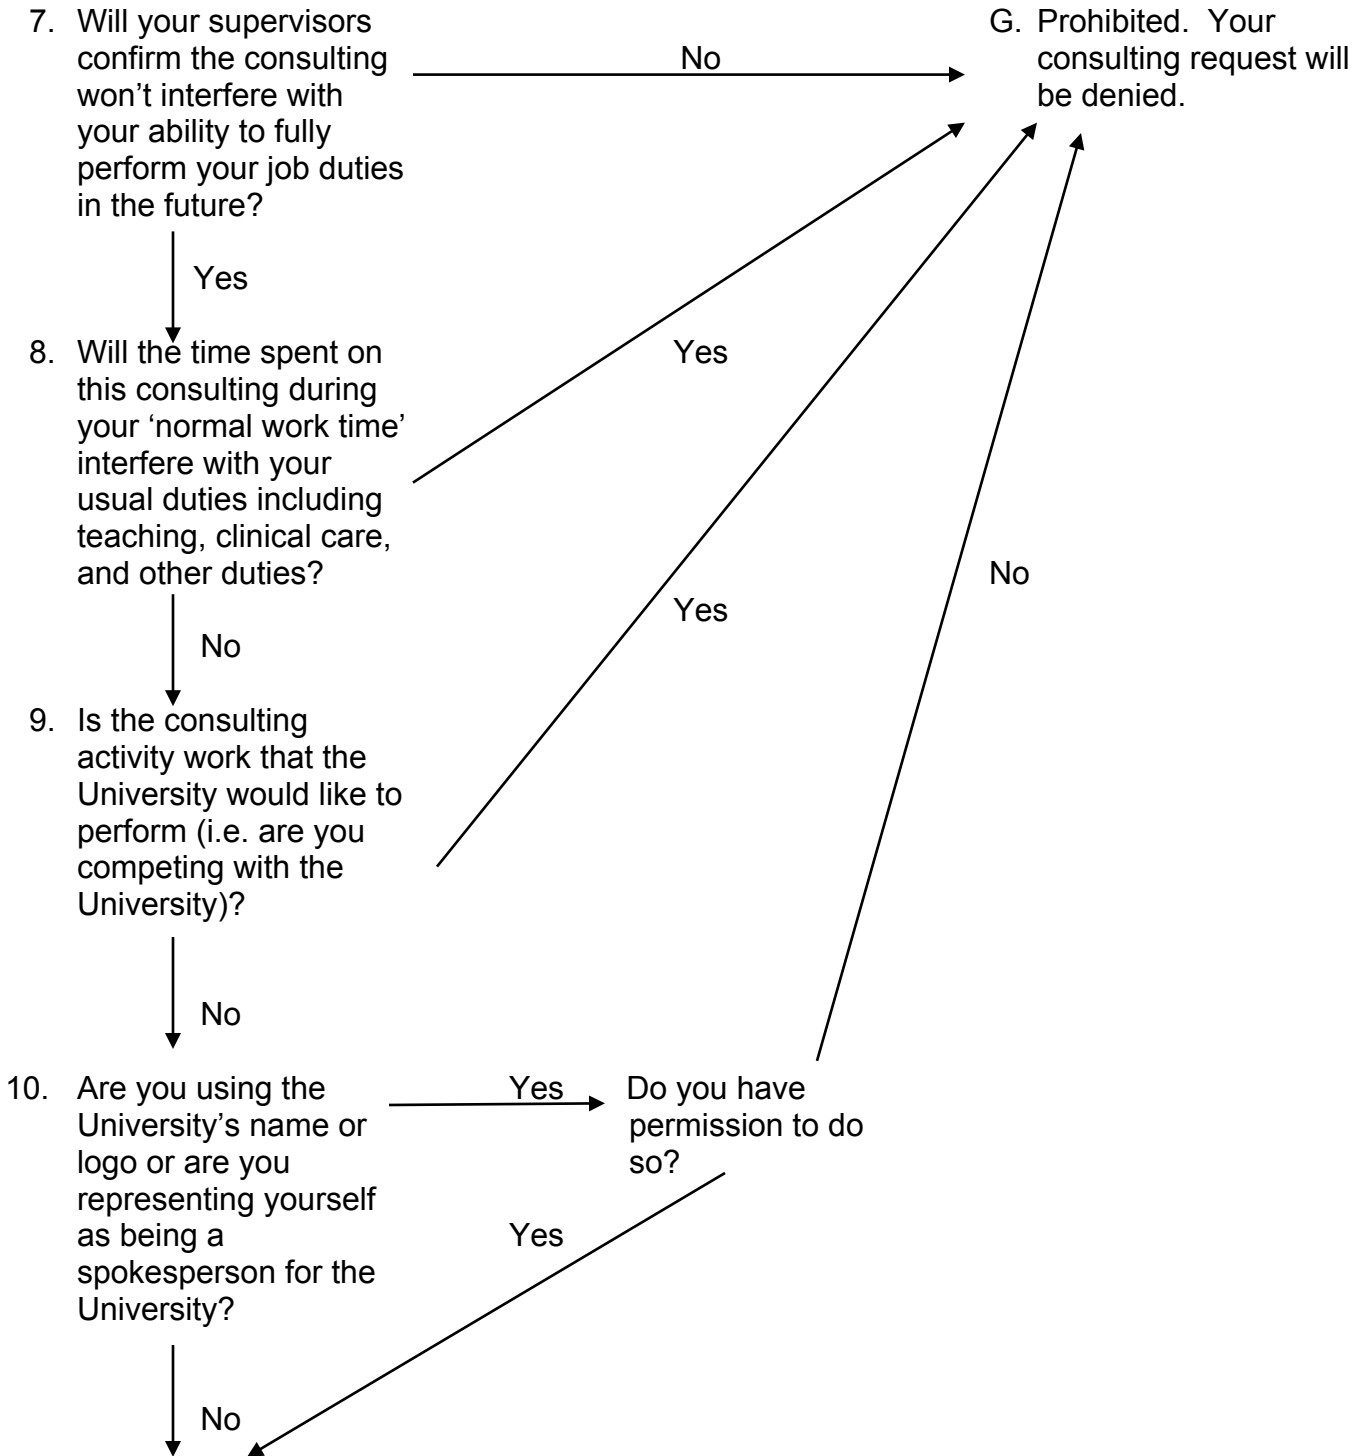 7. Will your supervisors
confirm the consulting
won’t interfere with
your ability to fully
perform your job duties
in the future?
No
G. Prohibited.  Your
consulting request will
be denied.
Yes
8. Will the time spent on
this consulting during
your ‘normal work time’
interfere with your
usual duties including
teaching, clinical care,
and other duties?
Yes
No
9. Is the consulting
activity work that the
University would like to
perform (i.e. are you
competing with the
University)?
Yes
No
No
10. Are you using the
University’s name or
logo or are you
representing yourself
as being a
spokesperson for the
University?
Yes
Do you have
permission to do
so?
Yes
No